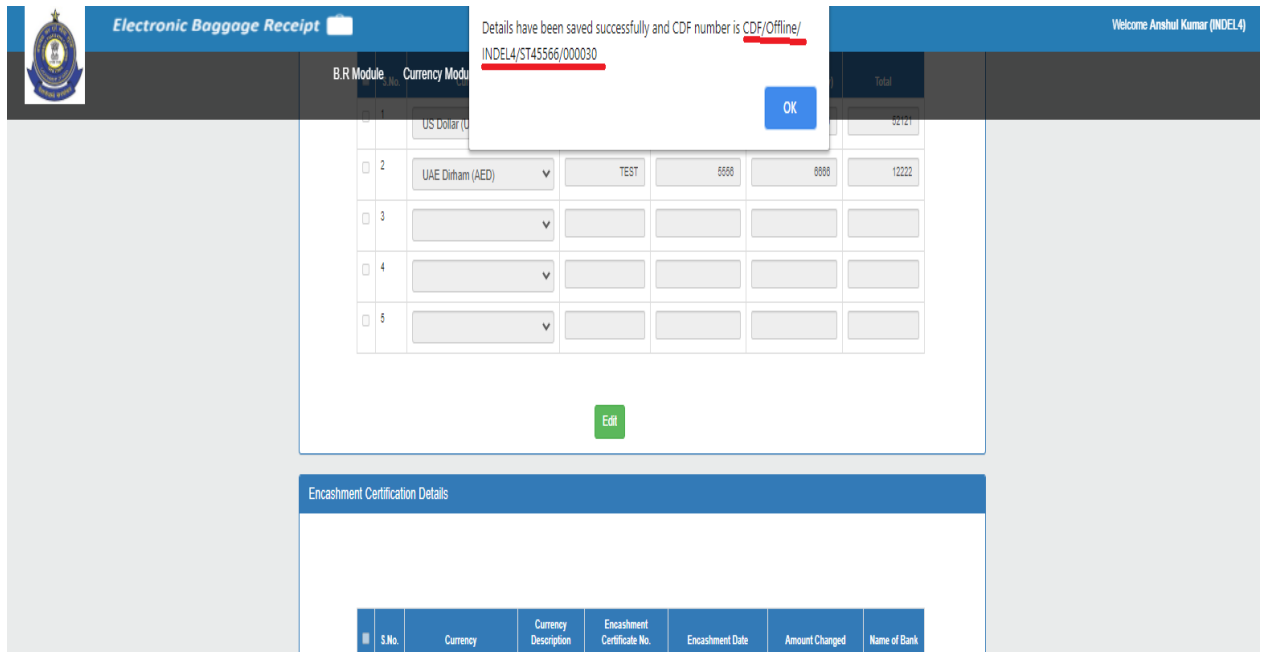 Electronic Baggage Receipt
Details have been saved successfully and CDF number is CDF/Offline/
INDEL4/ST45566/000030
OK
Welcome Anshul Kumar (INDEL4)
B.R Module Currency Modu
S.No. Total
1 US Dollar (U
2 UAE Dirham (AED) TEST 12222
3
4
5
Edit
Encashment Certification Details
S.No. Currency Currency Description Encashment Certificate No. Encashment Date Amount Changed Name of Bank